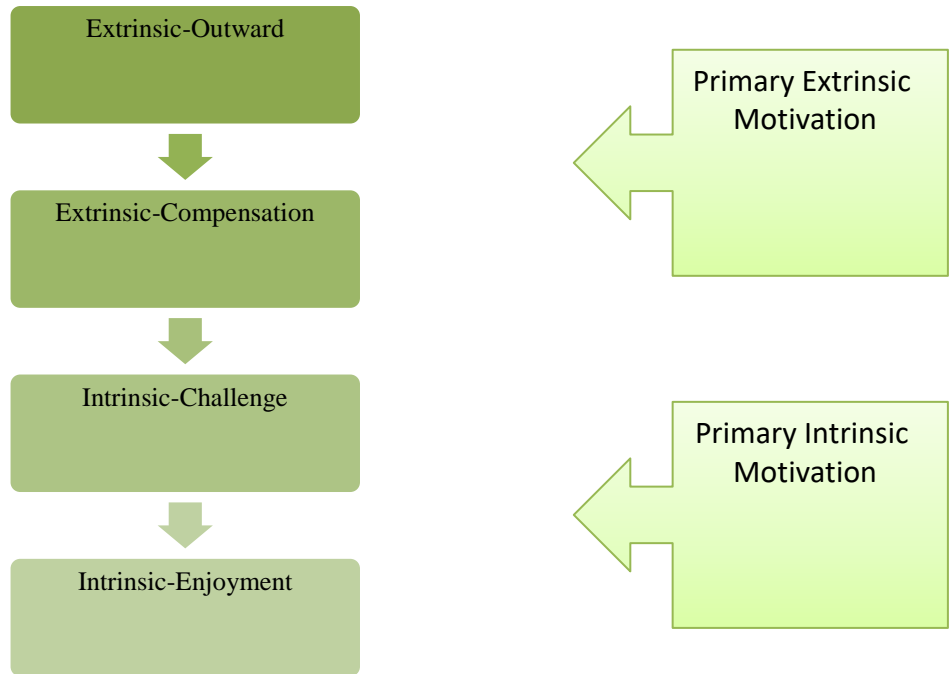 Extrinsic-Outward
Extrinsic-Compensation
Intrinsic-Challenge
Intrinsic-Enjoyment
Primary Extrinsic
Motivation
Primary Intrinsic
Motivation